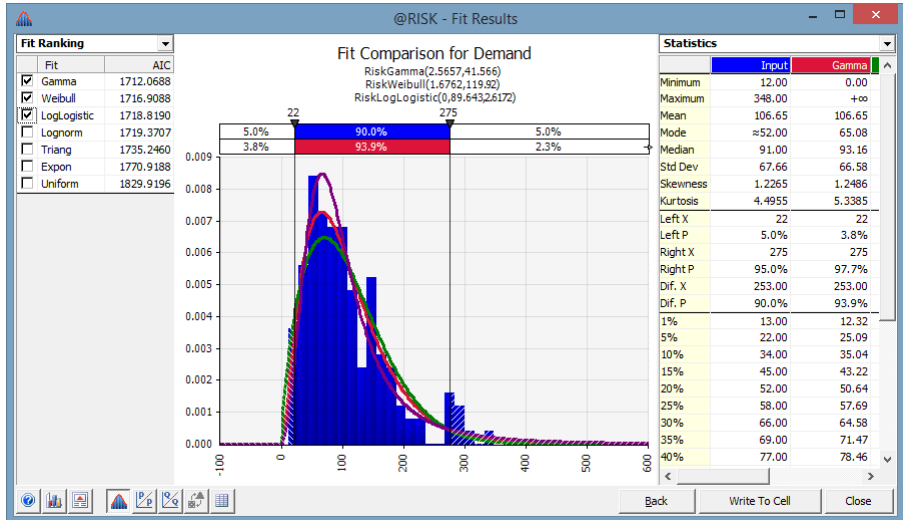 @RISK - Fit Results
Fit Ranking
Fit AIC
Gamma 1712.0688
Weibull 1716.9088
LogLogistic 1718.8190
Lognorm 1719.3707
Triang 1735.2460
Expon 1770.9188
Uniform 1829.9196
Fit Comparison for Demand
RiskGamma(2.5657,41.566)
RiskWeibull(1.6762,119.92)
RiskLogLogistic(0,89.643,2.6172)
22 275
5.0% 90.0% 5.0%
3.8% 93.9% 2.3%
0.009
0.008
0.007
0.006
0.005
0.004
0.003
0.002
0.001
0.000
-100 0 100 200 300 400 500 600
Statistics
Input Gamma
Minimum 12.00 0.00
Maximum 348.00 +∞
Mean 106.65 106.65
Mode ≈52.00 65.08
Median 91.00 93.16
Std Dev 67.66 66.58
Skewness 1.2265 1.2486
Kurtosis 4.4955 5.3385
Left X 22 22
Left P 5.0% 3.8%
Right X 275 275
Right P 95.0% 97.7%
Dif. X 253.00 253.00
Dif. P 90.0% 93.9%
1% 13.00 12.32
5% 22.00 25.09
10% 34.00 35.04
15% 45.00 43.22
20% 52.00 50.64
25% 58.00 57.69
30% 66.00 64.58
35% 69.00 71.47
40% 77.00 78.46
? P/P Q/Q
Back Write To Cell Close